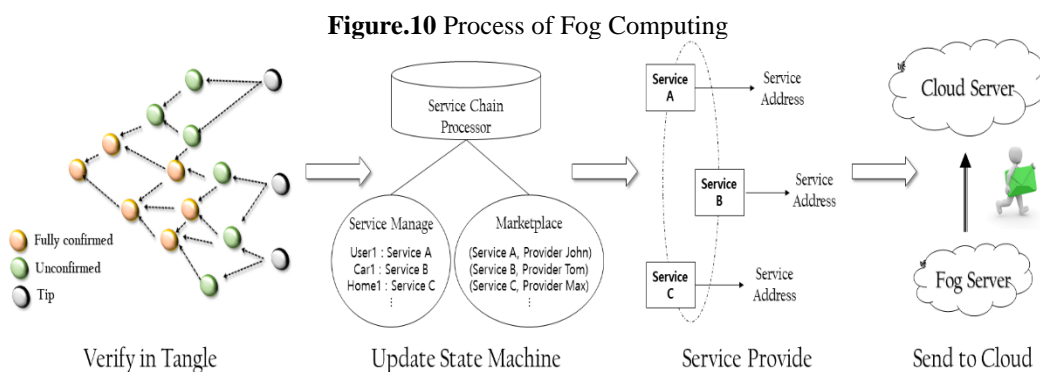 Figure.10 Process of Fog Computing
Fully confirmed
Unconfirmed
Tip
Verify in Tangle
Service Chain
Processor
Service Manage
User1 : Service A
Car1 : Service B
Home1 : Service C
⋮
Marketplace
(Service A, Provider John)
(Service B, Provider Tom)
(Service C, Provider Max)
⋮
Update State Machine
Service
A
Service
Address
Service
B
Service
Address
Service
C
Service
Address
Service Provide
Cloud Server
Fog Server
Send to Cloud